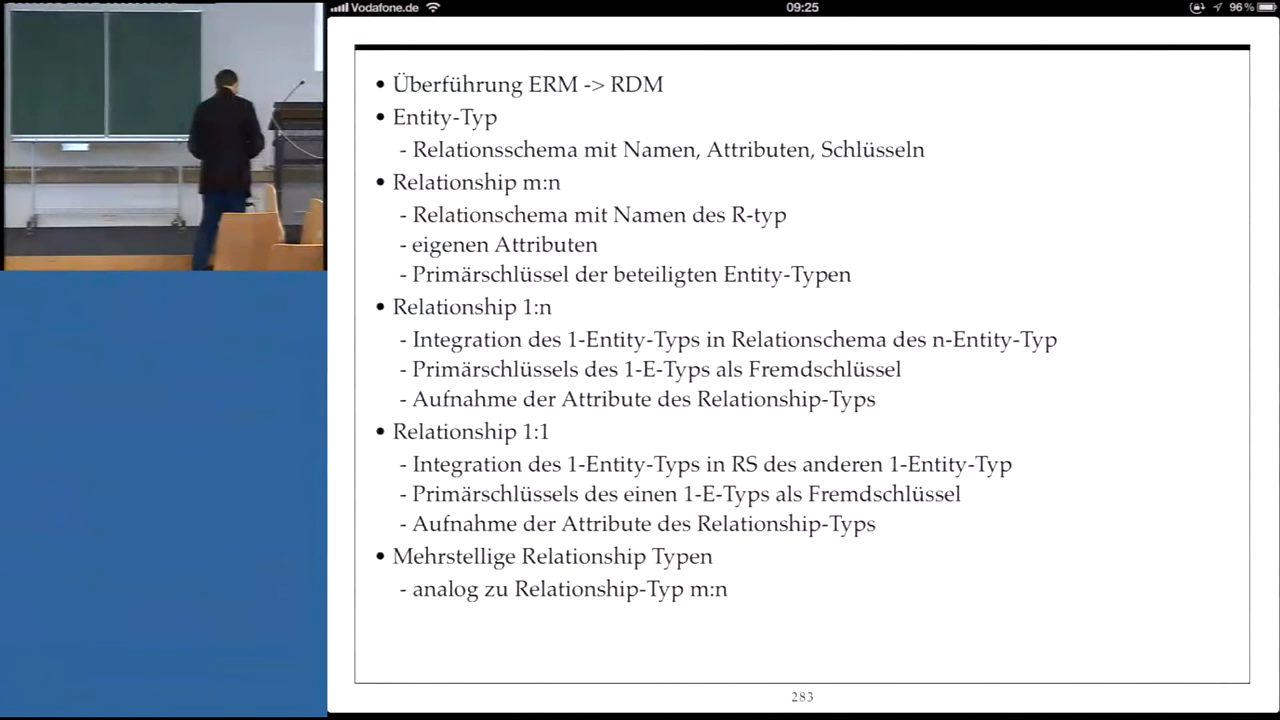 Vodafone.de
09:25
96%
• Überführung ERM -> RDM
• Entity-Typ
- Relationsschema mit Namen, Attributen, Schlüsseln
• Relationship m:n
- Relationschema mit Namen des R-typ
- eigenen Attributen
- Primärschlüssel der beteiligten Entity-Typen
• Relationship 1:n
- Integration des 1-Entity-Typs in Relationschema des n-Entity-Typ
- Primärschlüssels des 1-E-Typs als Fremdschlüssel
- Aufnahme der Attribute des Relationship-Typs
• Relationship 1:1
- Integration des 1-Entity-Typs in RS des anderen 1-Entity-Typ
- Primärschlüssels des einen 1-E-Typs als Fremdschlüssel
- Aufnahme der Attribute des Relationship-Typs
• Mehrstellige Relationship Typen
- analog zu Relationship-Typ m:n
283